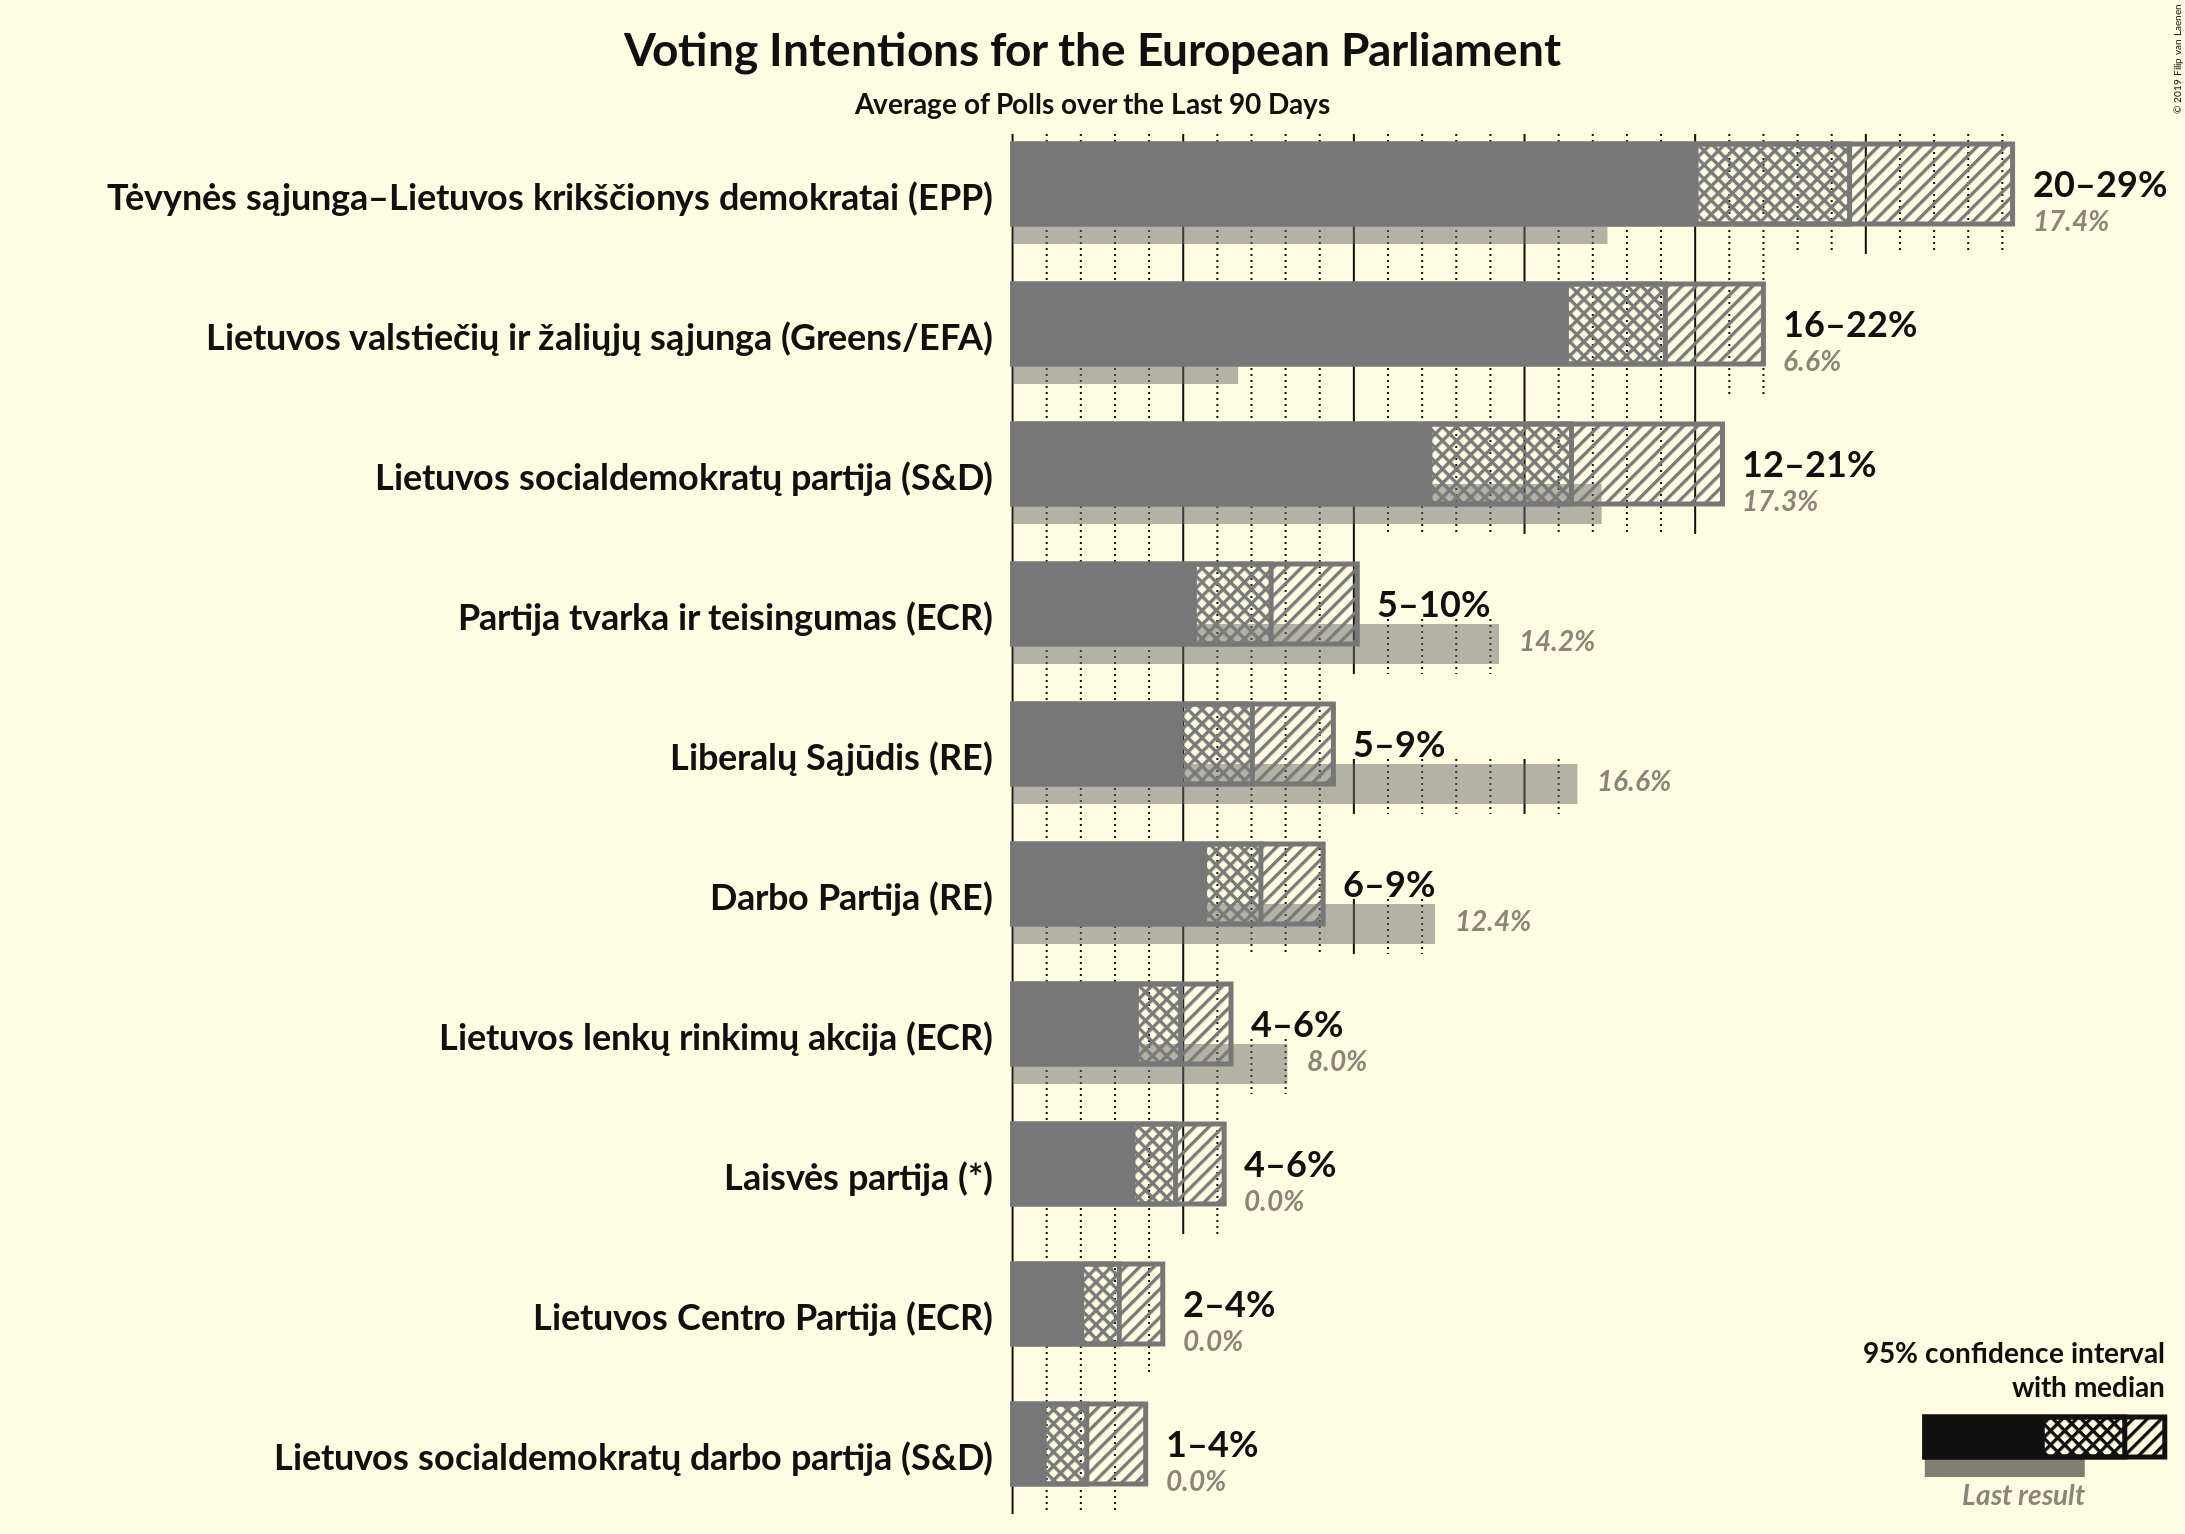 Voting Intentions for the European Parliament
Average of Polls over the Last 90 Days
© 2019 Filip van Laenen
Tėvynės sąjunga–Lietuvos krikščionys demokratai (EPP)
20–29%
17.4%
Lietuvos valstiečių ir žaliųjų sąjunga (Greens/EFA)
16–22%
6.6%
Lietuvos socialdemokratų partija (S&D)
12–21%
17.3%
Partija tvarka ir teisingumas (ECR)
5–10%
14.2%
Liberalų Sąjūdis (RE)
5–9%
16.6%
Darbo Partija (RE)
6–9%
12.4%
Lietuvos lenkų rinkimų akcija (ECR)
4–6%
8.0%
Laisvės partija (*)
4–6%
0.0%
Lietuvos Centro Partija (ECR)
2–4%
0.0%
Lietuvos socialdemokratų darbo partija (S&D)
1–4%
0.0%
95% confidence interval
with median
Last result